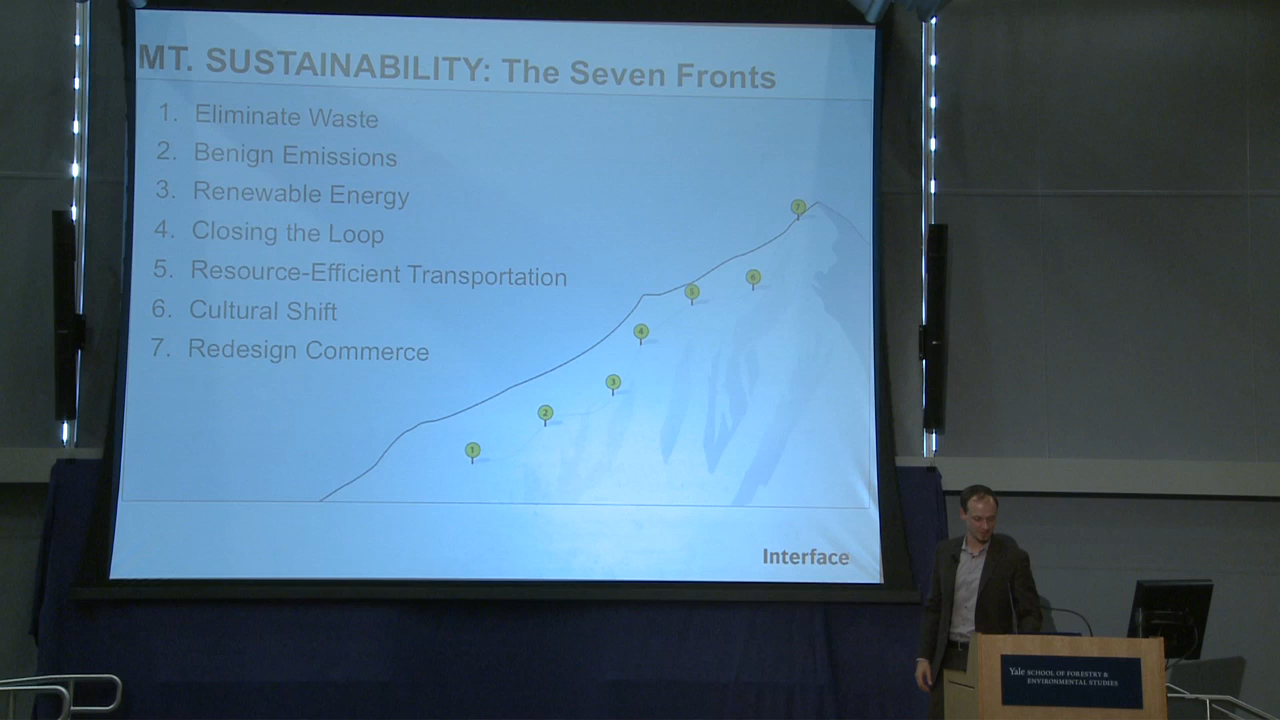 MT. SUSTAINABILITY: The Seven Fronts
1. Eliminate Waste
2. Benign Emissions
3. Renewable Energy
4. Closing the Loop
5. Resource-Efficient Transportation
6. Cultural Shift
7. Redesign Commerce
7
6
5
4
3
2
1
Interface
Yale SCHOOL OF FORESTRY &
ENVIRONMENTAL STUDIES